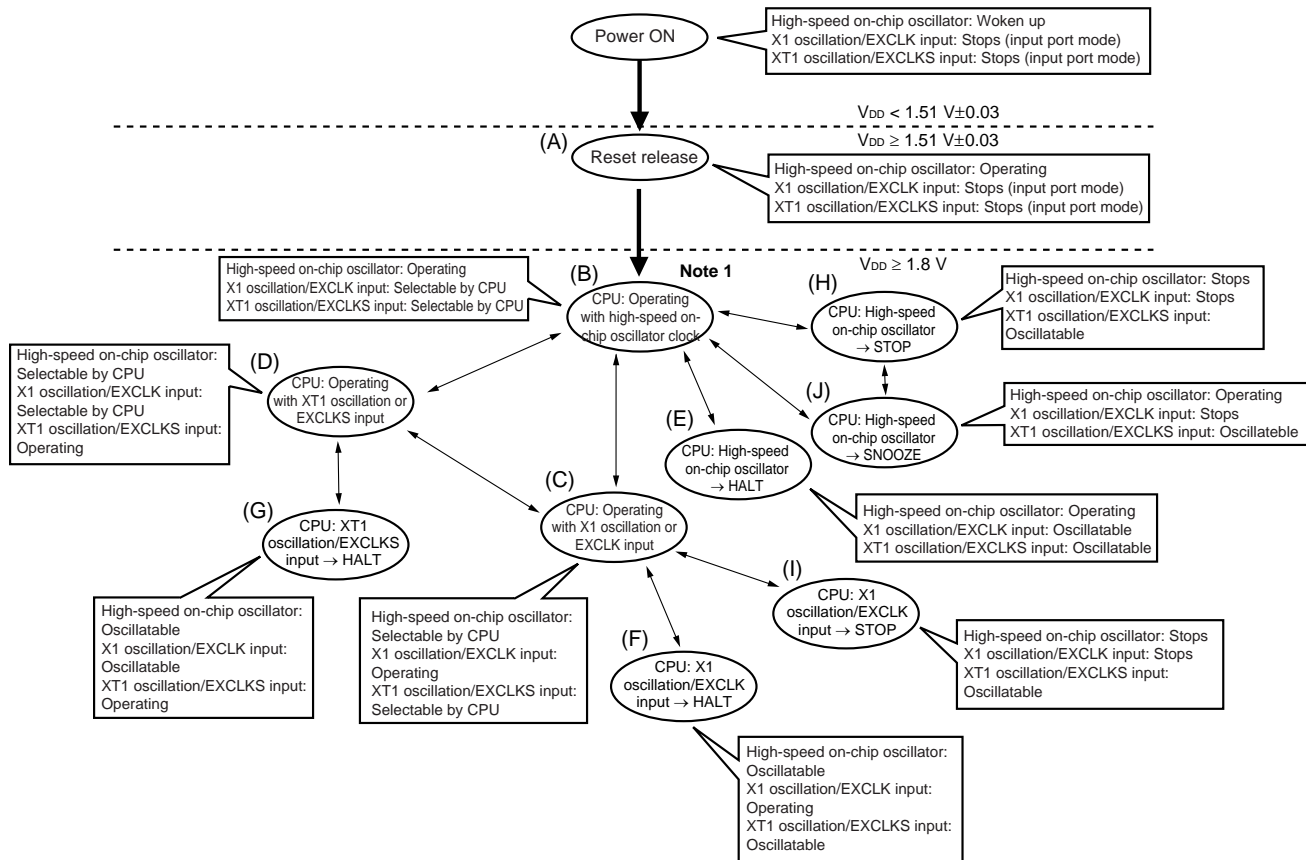 Power ON
High-speed on-chip oscillator: Woken up
X1 oscillation/EXCLK input: Stops (input port mode)
XT1 oscillation/EXCLKS input: Stops (input port mode)
VDD < 1.51 V±0.03
VDD ≥ 1.51 V±0.03
(A)
Reset release
High-speed on-chip oscillator: Operating
X1 oscillation/EXCLK input: Stops (input port mode)
XT1 oscillation/EXCLKS input: Stops (input port mode)
VDD ≥ 1.8 V
Note 1
High-speed on-chip oscillator: Operating
X1 oscillation/EXCLK input: Selectable by CPU
XT1 oscillation/EXCLKS input: Selectable by CPU
(B)
CPU: Operating
with high-speed on-
chip oscillator clock
(H)
CPU: High-speed
on-chip oscillator
→ STOP
High-speed on-chip oscillator: Stops
X1 oscillation/EXCLK input: Stops
XT1 oscillation/EXCLKS input:
Oscillatable
High-speed on-chip oscillator:
Selectable by CPU
X1 oscillation/EXCLK input:
Selectable by CPU
XT1 oscillation/EXCLKS input:
Operating
(D)
CPU: Operating
with XT1 oscillation or
EXCLKS input
(J)
CPU: High-speed
on-chip oscillator
→ SNOOZE
High-speed on-chip oscillator: Operating
X1 oscillation/EXCLK input: Stops
XT1 oscillation/EXCLKS input: Oscillateble
(E)
CPU: High-speed
on-chip oscillator
→ HALT
High-speed on-chip oscillator: Operating
X1 oscillation/EXCLK input: Oscillatable
XT1 oscillation/EXCLKS input: Oscillatable
(C)
CPU: Operating
with X1 oscillation or
EXCLK input
(G)
CPU: XT1
oscillation/EXCLKS
input → HALT
High-speed on-chip oscillator:
Oscillatable
X1 oscillation/EXCLK input:
Oscillatable
XT1 oscillation/EXCLKS input:
Operating
High-speed on-chip oscillator:
Selectable by CPU
X1 oscillation/EXCLK input:
Operating
XT1 oscillation/EXCLKS input:
Selectable by CPU
(I)
CPU: X1
oscillation/EXCLK
input → STOP
High-speed on-chip oscillator: Stops
X1 oscillation/EXCLK input: Stops
XT1 oscillation/EXCLKS input:
Oscillatable
(F)
CPU: X1
oscillation/EXCLK
input → HALT
High-speed on-chip oscillator:
Oscillatable
X1 oscillation/EXCLK input:
Operating
XT1 oscillation/EXCLKS input:
Oscillatable